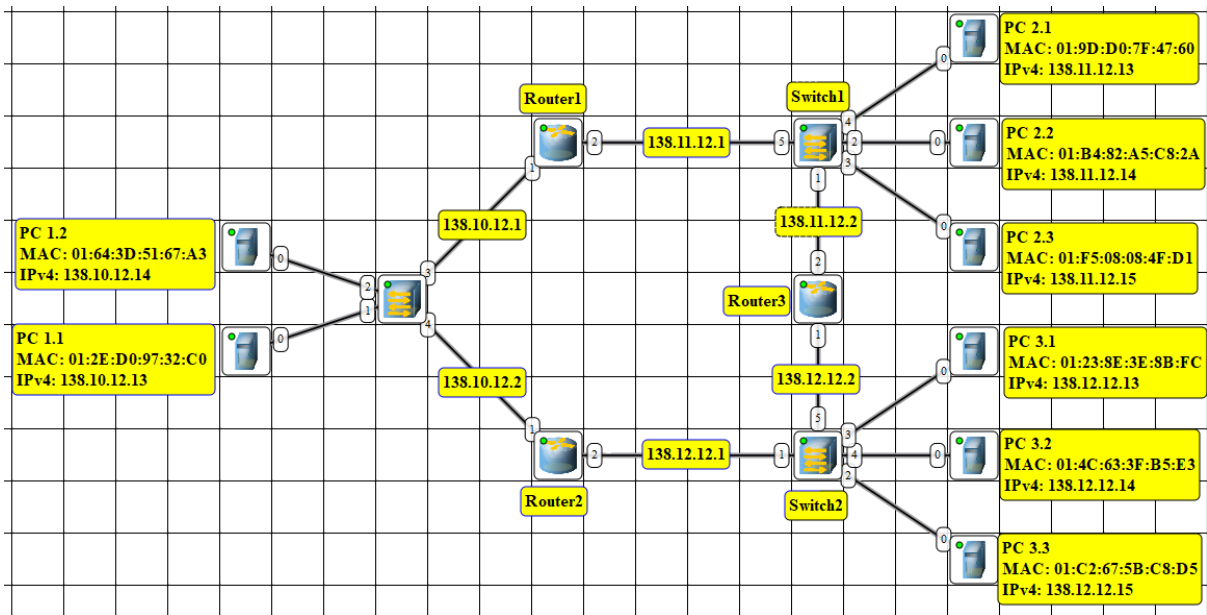 PC 2.1
MAC: 01:9D:D0:7F:47:60
IPv4: 138.11.12.13
0
Router1
Switch1
4
2
138.11.12.1
5
2
0
PC 2.2
MAC: 01:B4:82:A5:C8:2A
IPv4: 138.11.12.14
1
3
1
138.10.12.1
138.11.12.2
0
PC 2.3
MAC: 01:F5:08:08:4F:D1
IPv4: 138.11.12.15
PC 1.2
MAC: 01:64:3D:51:67:A3
IPv4: 138.10.12.14
0
3
2
2
1
Router3
PC 1.1
MAC: 01:2E:D0:97:32:C0
IPv4: 138.10.12.13
0
4
1
PC 3.1
MAC: 01:23:8E:3E:8B:FC
IPv4: 138.12.12.13
0
138.10.12.2
138.12.12.2
5
1
3
2
138.12.12.1
1
4
0
PC 3.2
MAC: 01:4C:63:3F:B5:E3
IPv4: 138.12.12.14
2
Router2
Switch2
0
PC 3.3
MAC: 01:C2:67:5B:C8:D5
IPv4: 138.12.12.15